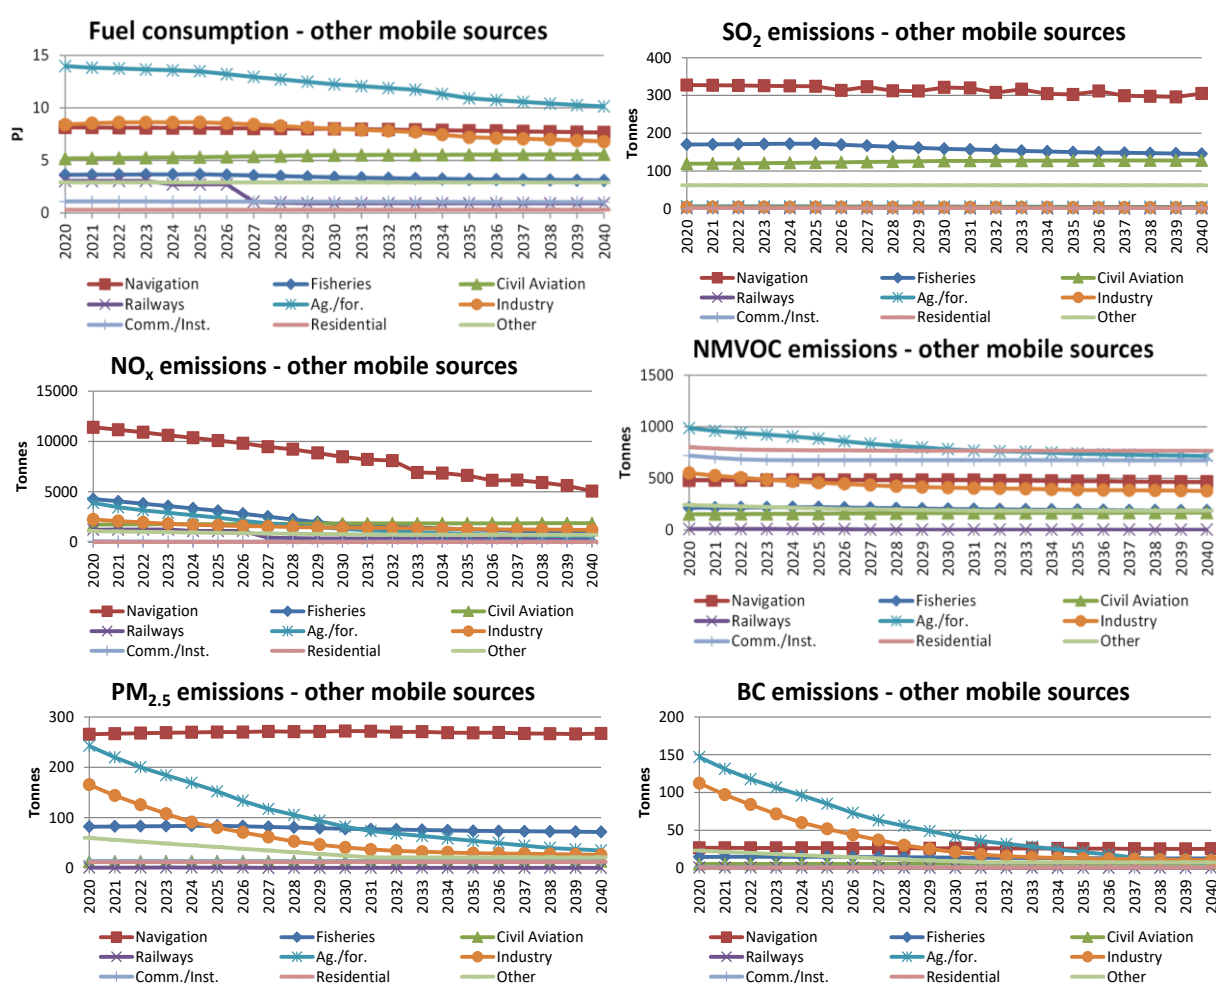 Fuel consumption - other mobile sources
15
10
5
0
PJ
2020 2021 2022 2023 2024 2025 2026 2027 2028 2029 2030 2031 2032 2033 2034 2035 2036 2037 2038 2039 2040
Navigation Fisheries Civil Aviation
Railways Ag./for. Industry
Comm./Inst. Residential Other
SO2 emissions - other mobile sources
400
300
200
100
0
Tonnes
2020 2021 2022 2023 2024 2025 2026 2027 2028 2029 2030 2031 2032 2033 2034 2035 2036 2037 2038 2039 2040
Navigation Fisheries Civil Aviation
Railways Ag./for. Industry
Comm./Inst. Residential Other
NOx emissions - other mobile sources
15000
10000
5000
0
Tonnes
2020 2021 2022 2023 2024 2025 2026 2027 2028 2029 2030 2031 2032 2033 2034 2035 2036 2037 2038 2039 2040
Navigation Fisheries Civil Aviation
Railways Ag./for. Industry
Comm./Inst. Residential Other
NMVOC emissions - other mobile sources
1500
1000
500
0
Tonnes
2020 2021 2022 2023 2024 2025 2026 2027 2028 2029 2030 2031 2032 2033 2034 2035 2036 2037 2038 2039 2040
Navigation Fisheries Civil Aviation
Railways Ag./for. Industry
Comm./Inst. Residential Other
PM2.5 emissions - other mobile sources
300
200
100
0
Tonnes
2020 2021 2022 2023 2024 2025 2026 2027 2028 2029 2030 2031 2032 2033 2034 2035 2036 2037 2038 2039 2040
Navigation Fisheries Civil Aviation
Railways Ag./for. Industry
Comm./Inst. Residential Other
BC emissions - other mobile sources
200
150
100
50
0
Tonnes
2020 2021 2022 2023 2024 2025 2026 2027 2028 2029 2030 2031 2032 2033 2034 2035 2036 2037 2038 2039 2040
Navigation Fisheries Civil Aviation
Railways Ag./for. Industry
Comm./Inst. Residential Other